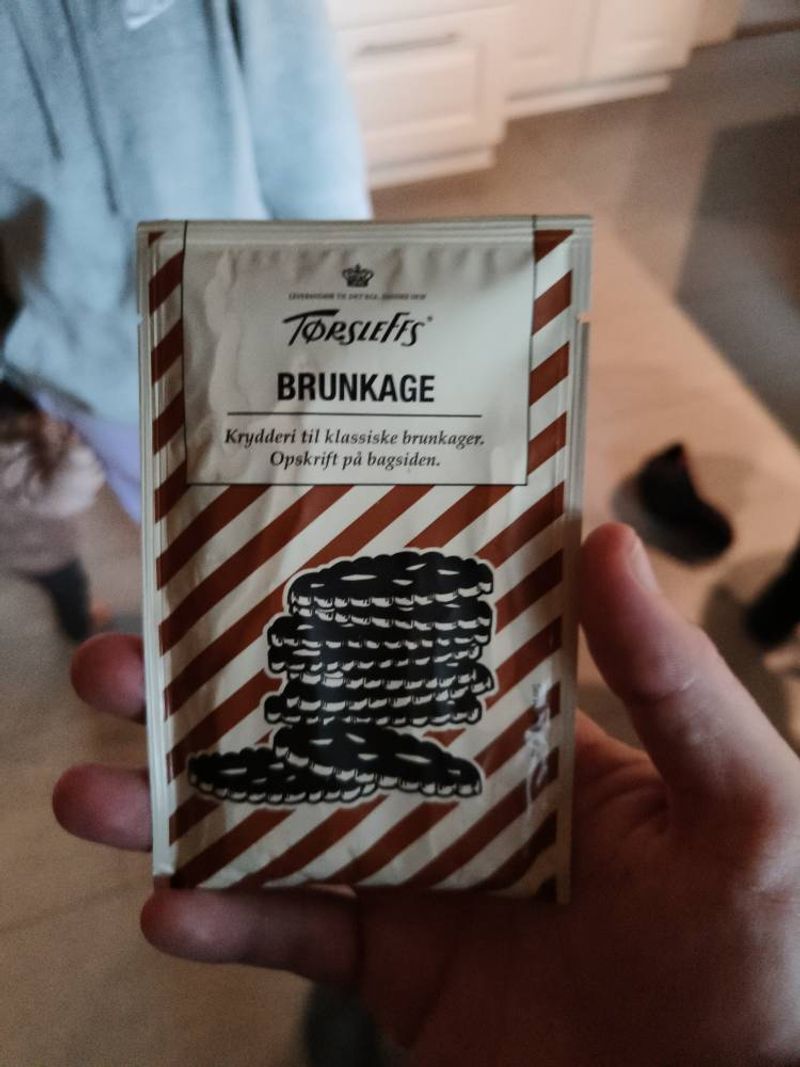 TØRSLEFFS®
BRUNKAGE
Krydderi til klassiske brunkager.
Opskrift på bagsiden.